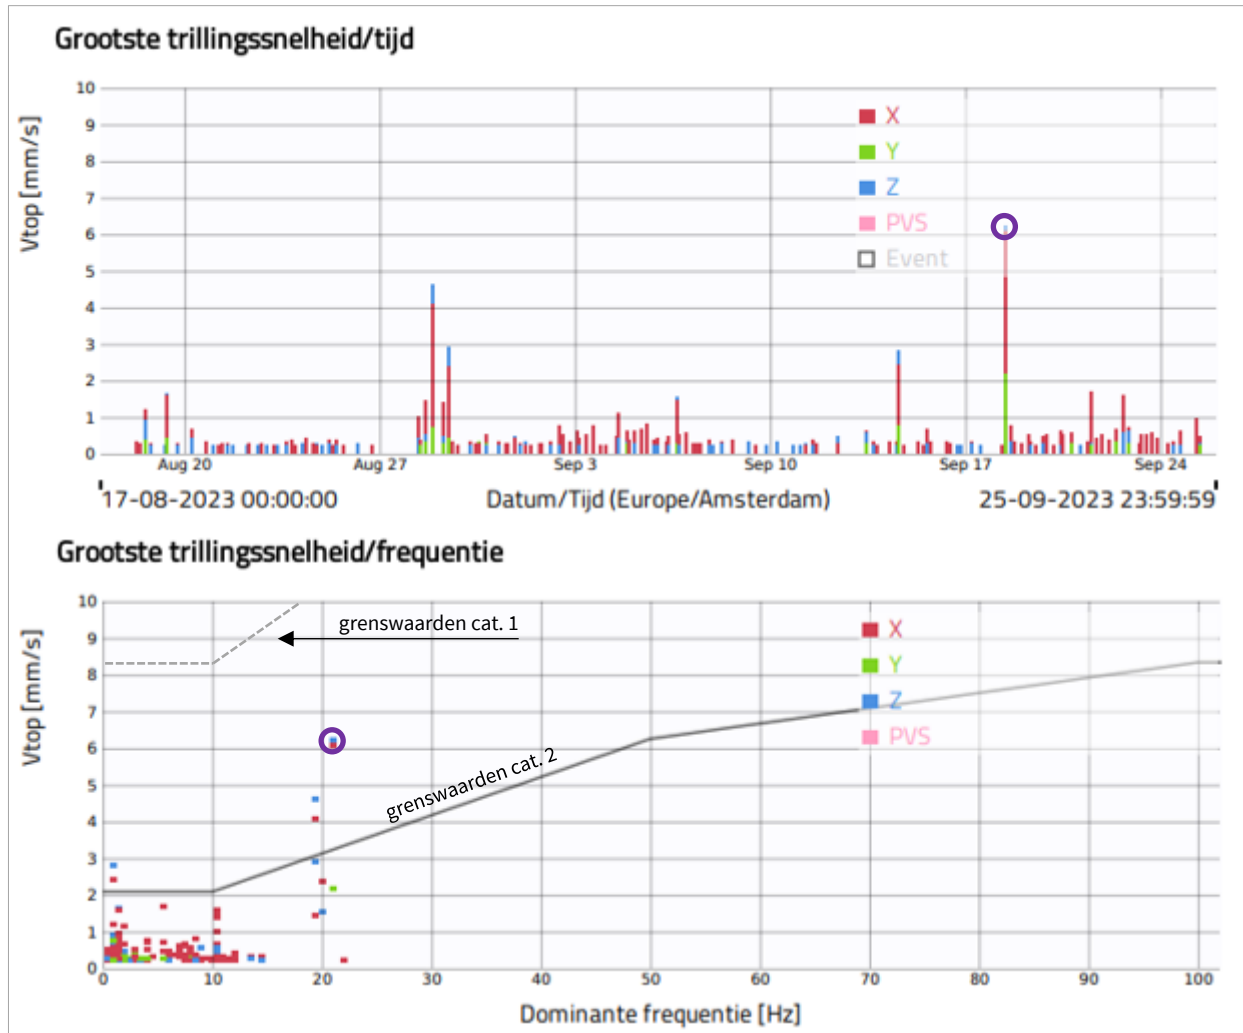 Grootste trillingssnelheid/tijd
Vtop [mm/s]
10
9
8
7
6
5
4
3
2
1
0
X
Y
Z
PVS
Event
Aug 20 Aug 27 Sep 3 Sep 10 Sep 17 Sep 24
17-08-2023 00:00:00 Datum/Tijd (Europe/Amsterdam) 25-09-2023 23:59:59
Grootste trillingssnelheid/frequentie
Vtop [mm/s]
10
9
8
7
6
5
4
3
2
1
0
grenswaarden cat. 1
grenswaarden cat. 2
X
Y
Z
PVS
0 10 20 30 40 50 60 70 80 90 100
Dominante frequentie [Hz]